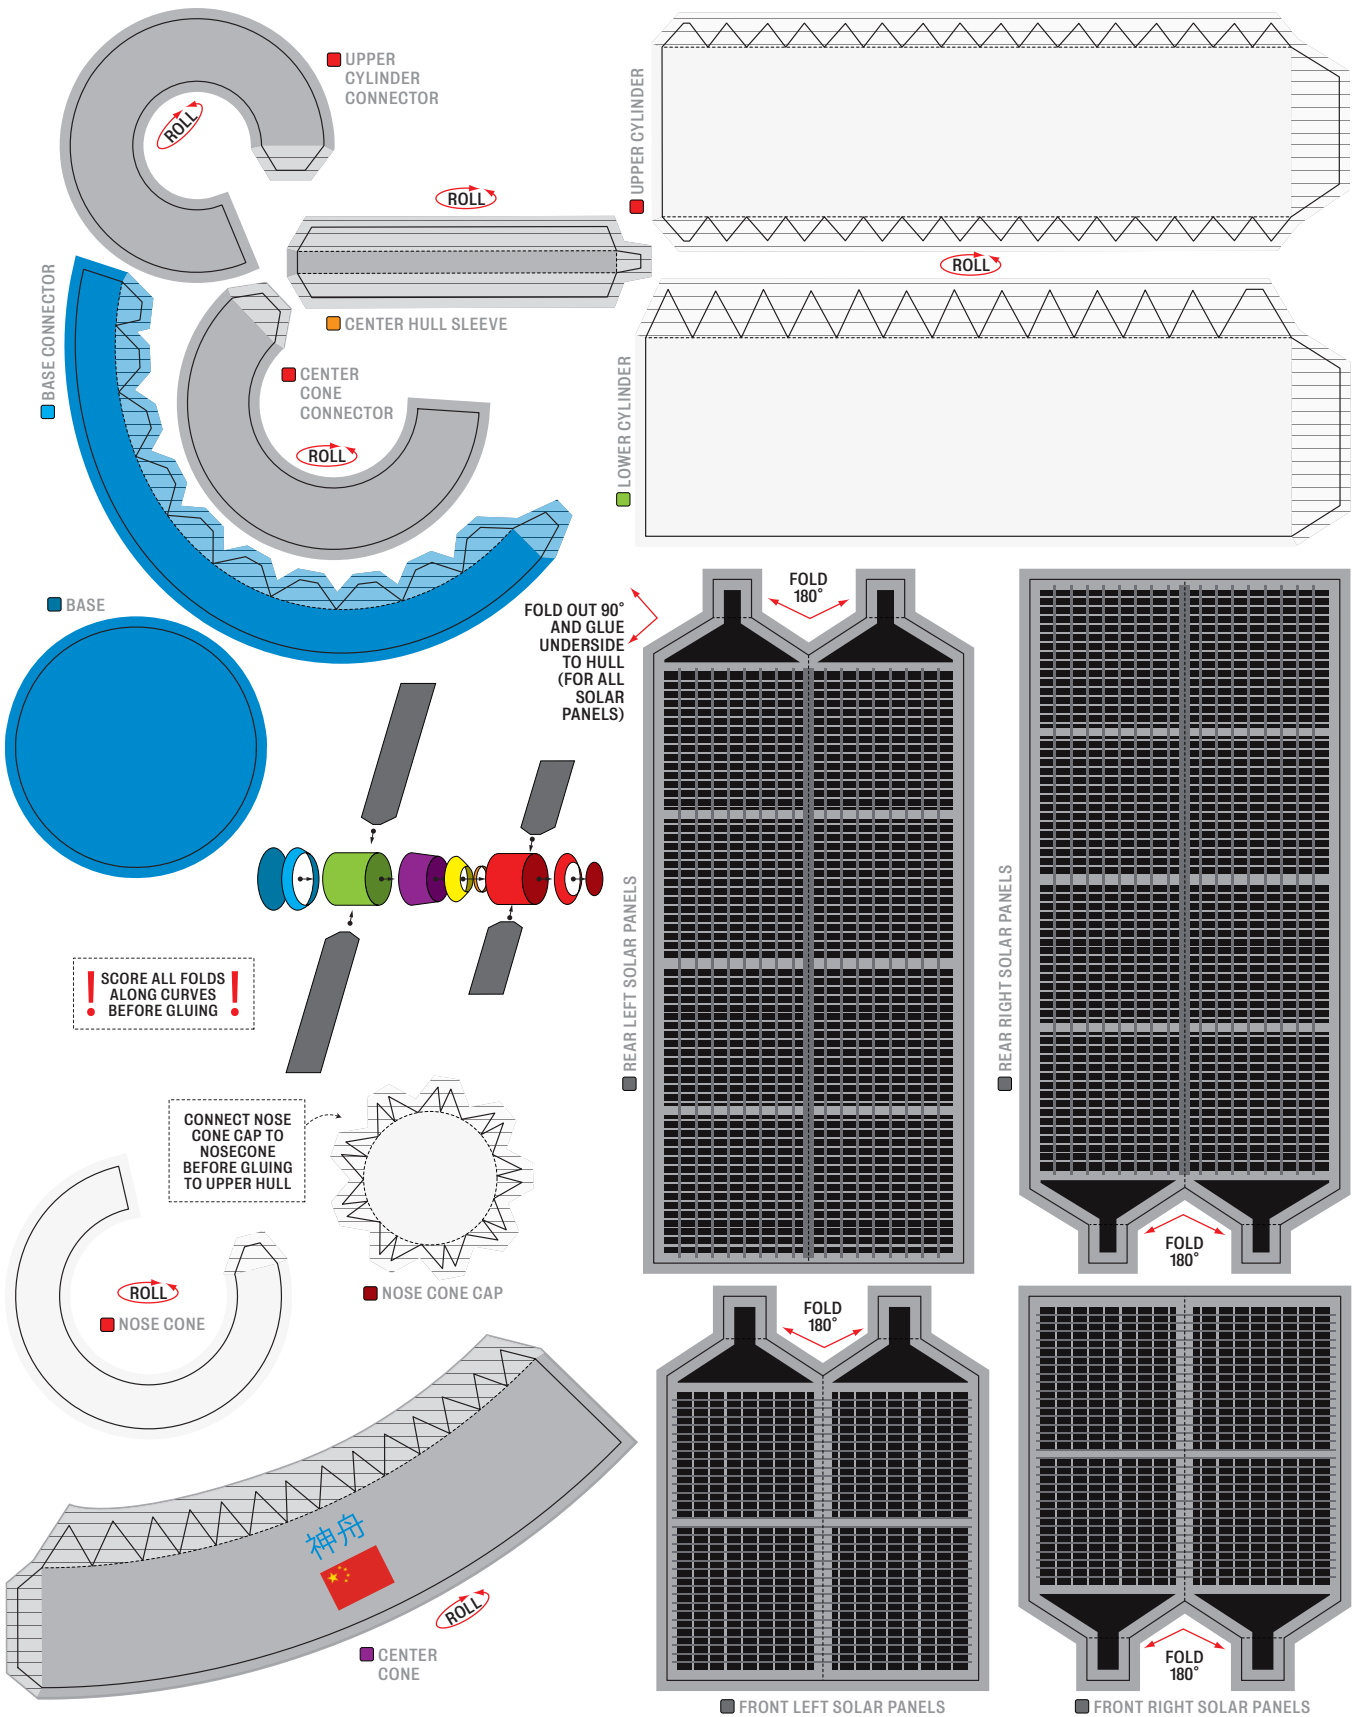 UPPER
CYLINDER
CONNECTOR
ROLL
UPPER CYLINDER
ROLL
ROLL
CENTER HULL SLEEVE
BASE CONNECTOR
CENTER
CONE
CONNECTOR
ROLL
LOWER CYLINDER
BASE
FOLD OUT 90°
AND GLUE
UNDERSIDE
TO HULL
(FOR ALL
SOLAR
PANELS)
FOLD
180°
REAR LEFT SOLAR PANELS
REAR RIGHT SOLAR PANELS
! SCORE ALL FOLDS !
ALONG CURVES
BEFORE GLUING
CONNECT NOSE
CONE CAP TO
NOSECONE
BEFORE GLUING
TO UPPER HULL
FOLD
180°
ROLL
NOSE CONE
NOSE CONE CAP
FOLD
180°
神舟
ROLL
CENTER
CONE
FOLD
180°
FRONT LEFT SOLAR PANELS
FRONT RIGHT SOLAR PANELS